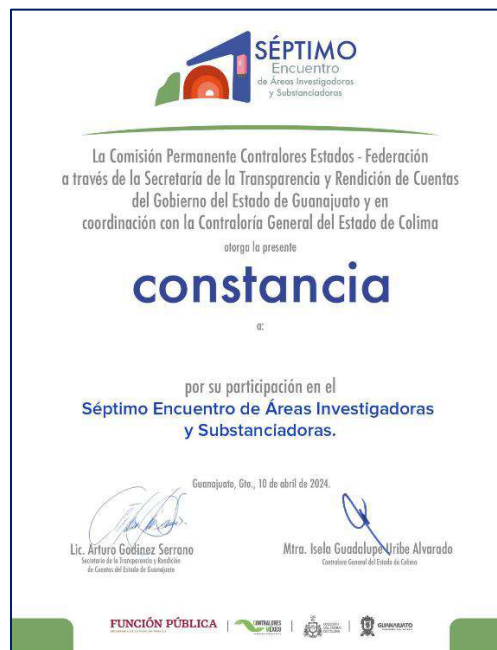 SÉPTIMO
Encuentro
de Áreas Investigadoras
y Substanciadoras
La Comisión Permanente Contralores Estados - Federación
a través de la Secretaría de la Transparencia y Rendición de Cuentas
del Gobierno del Estado de Guanajuato y en
coordinación con la Contraloría General del Estado de Colima
otorga la presente
constancia
a:
por su participación en el
Séptimo Encuentro de Áreas Investigadoras
y Substanciadoras.
Guanajuato, Gto., 10 de abril de 2024.
Lic. Arturo Godínez Serrano
Secretario de la Transparencia y Rendición
de Cuentas del Estado de Guanajuato
Mtra. Isela Guadalupe Uribe Alvarado
Contralora General del Estado de Colima
FUNCIÓN PÚBLICA
CONTRALORES
MÉXICO
GUANAJUATO